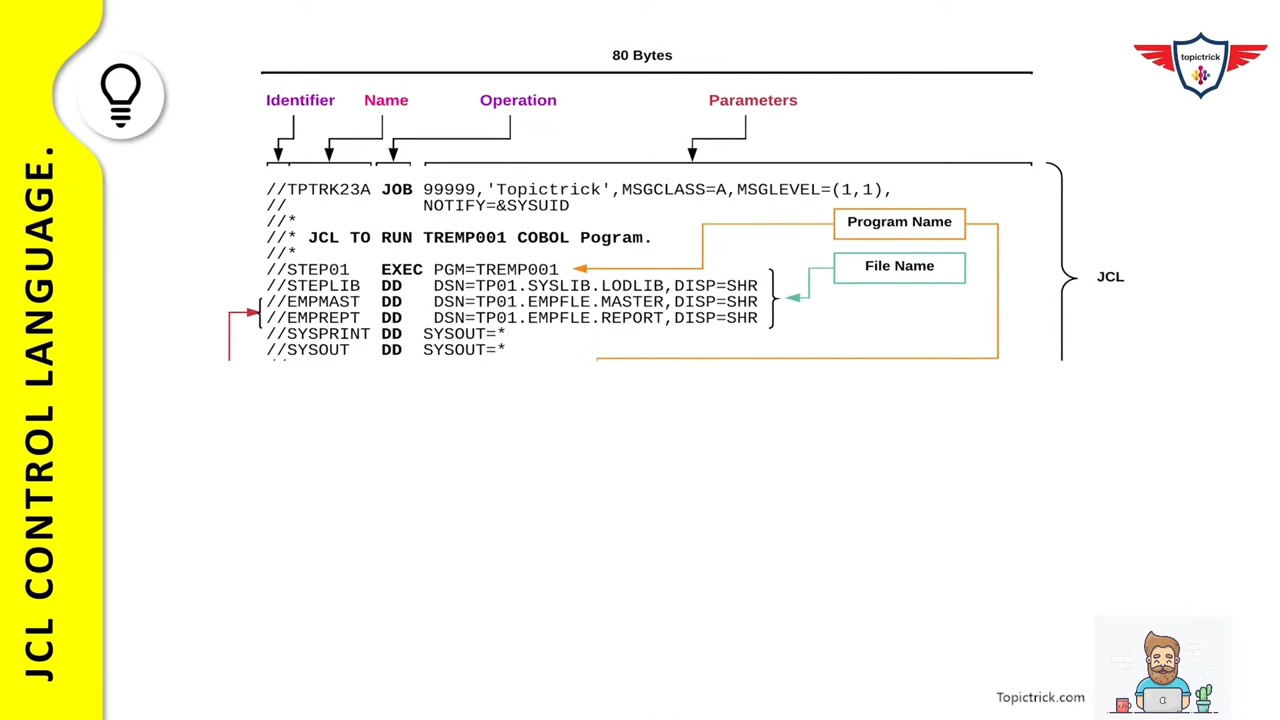 JCL CONTROL LANGUAGE.
80 Bytes
topictrick
Identifier Name Operation Parameters
//TPTRK23A JOB 99999,'Topictrick',MSGCLASS=A,MSGLEVEL=(1,1),
// NOTIFY=&SYSUID
//*
//* JCL TO RUN TREMP001 COBOL Pogram.
//*
//STEP01 EXEC PGM=TREMP001
//STEPLIB DD DSN=TP01.SYSLIB.LODLIB,DISP=SHR
//EMPMAST DD DSN=TP01.EMPFLE.MASTER,DISP=SHR
//EMPREPT DD DSN=TP01.EMPFLE.REPORT,DISP=SHR
//SYSPRINT DD SYSOUT=*
//SYSOUT DD SYSOUT=*
Program Name
File Name
JCL
Topictrick.com